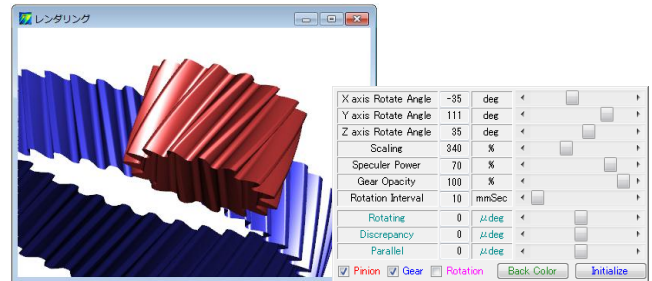 レンダリング
X axis Rotate Angle -35 deg
Y axis Rotate Angle 111 deg
Z axis Rotate Angle 35 deg
Scaling 340 %
Speculer Power 70 %
Gear Opacity 100 %
Rotation Interval 10 mmSec
Rotating 0 μdeg
Discrepancy 0 μdeg
Parallel 0 μdeg
Pinion Gear Rotation Back Color Initialize